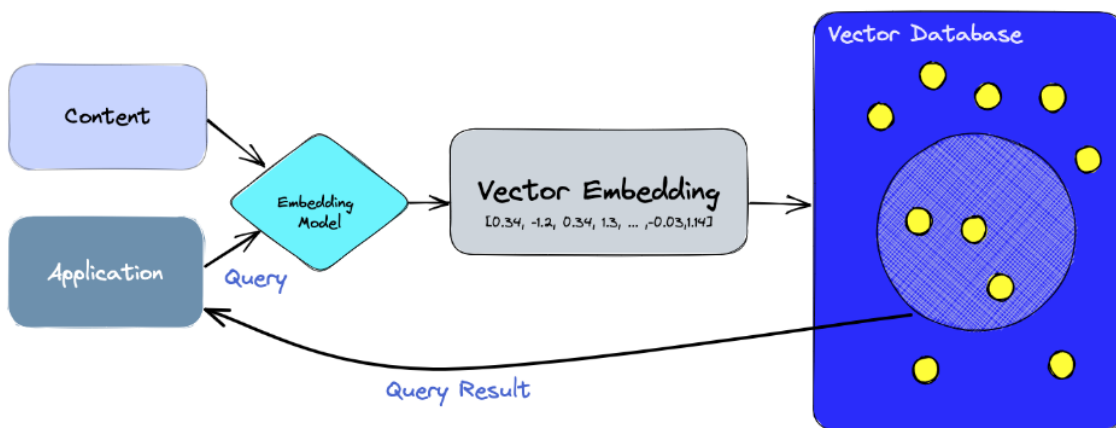 Vector Database
Content
Embedding
Model
Vector Embedding
[0.34, -1.2, 0.34, 1.3, ... ,-0.03,1.14]
Application
Query
Query Result